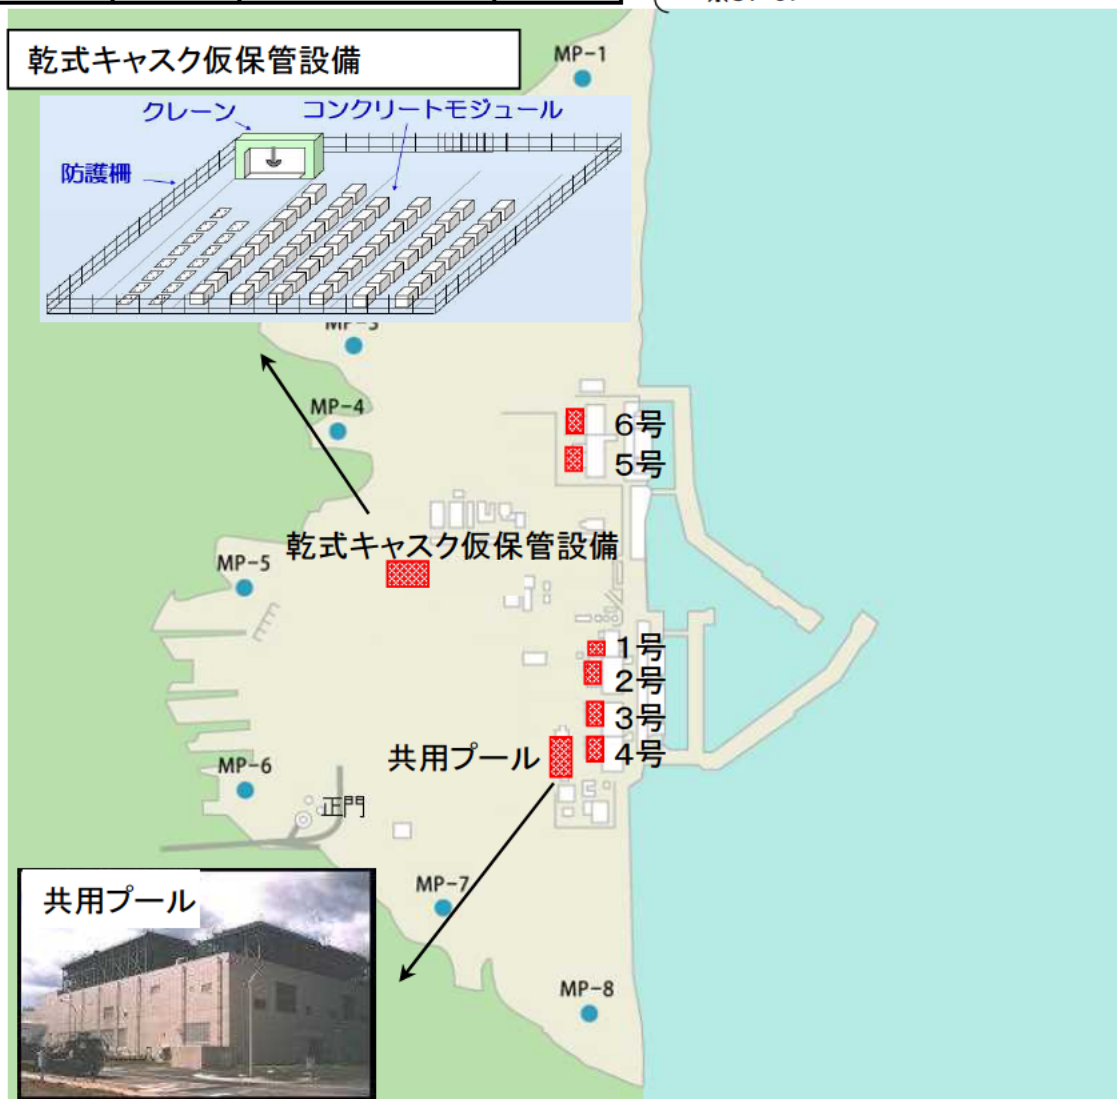 乾式キャスク仮保管設備
MP-1
クレーン
コンクリートモジュール
防護柵
MP-3
MP-4
6号
5号
乾式キャスク仮保管設備
MP-5
1号
2号
3号
4号
共用プール
MP-6
正門
MP-7
共用プール
MP-8